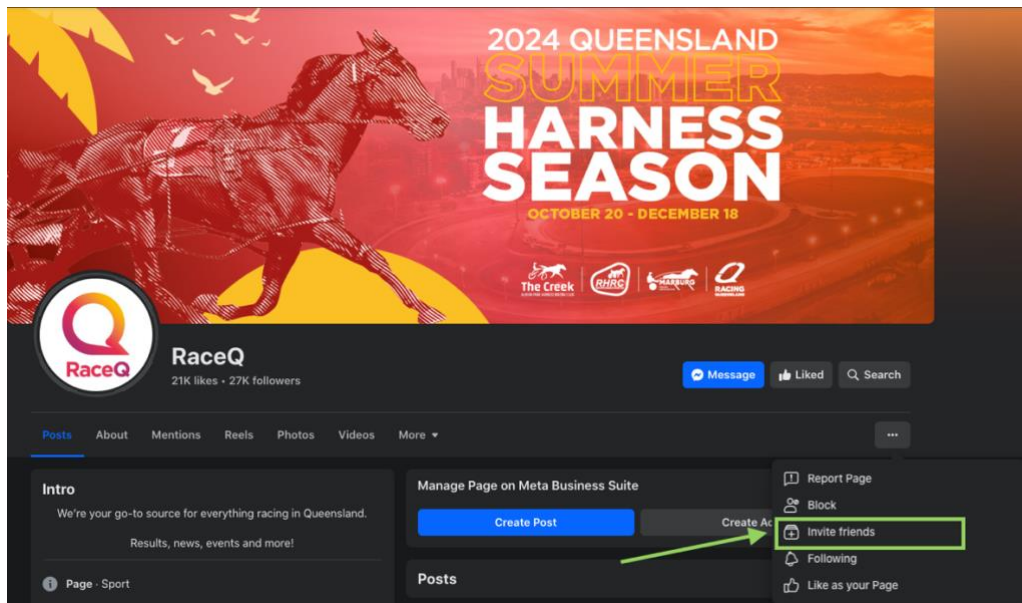 2024 QUEENSLAND
SUMMER
HARNESS
SEASON
OCTOBER 20 - DECEMBER 18
The Creek
RHRC
MARBURG
RACING
QUEENSLAND
RaceQ
RaceQ
21K likes • 27K followers
Message
Liked
Search
Posts
About
Mentions
Reels
Photos
Videos
More
Intro
We're your go-to source for everything racing in Queensland.
Results, news, events and more!
Page · Sport
Manage Page on Meta Business Suite
Create Post
Create Ad
Posts
Report Page
Block
Invite friends
Following
Like as your Page